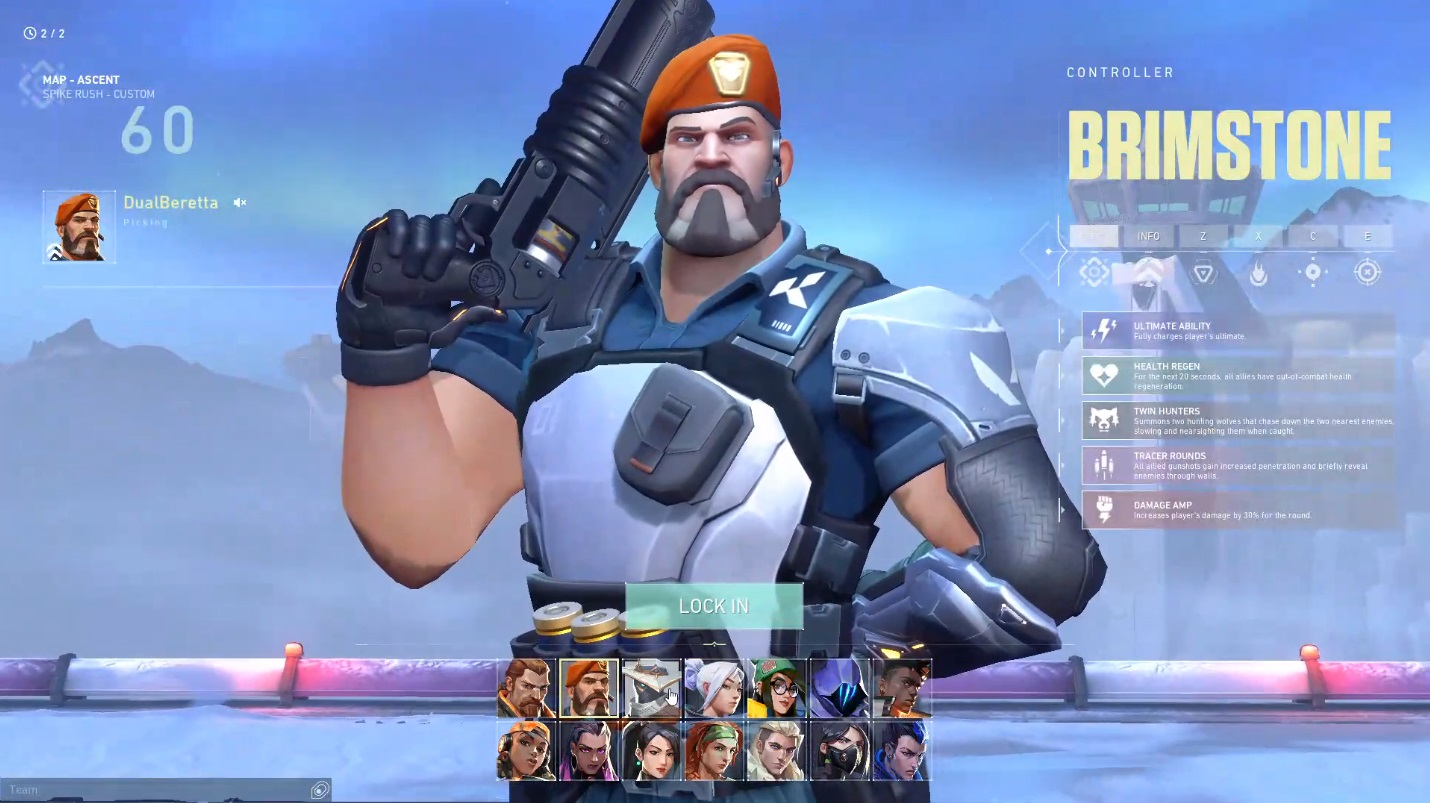 2 / 2
MAP - ASCENT
SPIKE RUSH - CUSTOM
60
DualBeretta
Picking
CONTROLLER
BRIMSTONE
INFO
Z
X
C
E
ULTIMATE ABILITY
Fully charges player's ultimate.
HEALTH REGEN
For the next 20 seconds, all allies have out-of-combat health
regeneration.
TWIN HUNTERS
Summons two hunting wolves that chase down the two nearest enemies,
slowing and nearsighting them when caught.
TRACER ROUNDS
All allied gunshots gain increased penetration and briefly reveal
enemies through walls.
DAMAGE AMP
Increases player's damage by 30% for the round.
LOCK IN
Team